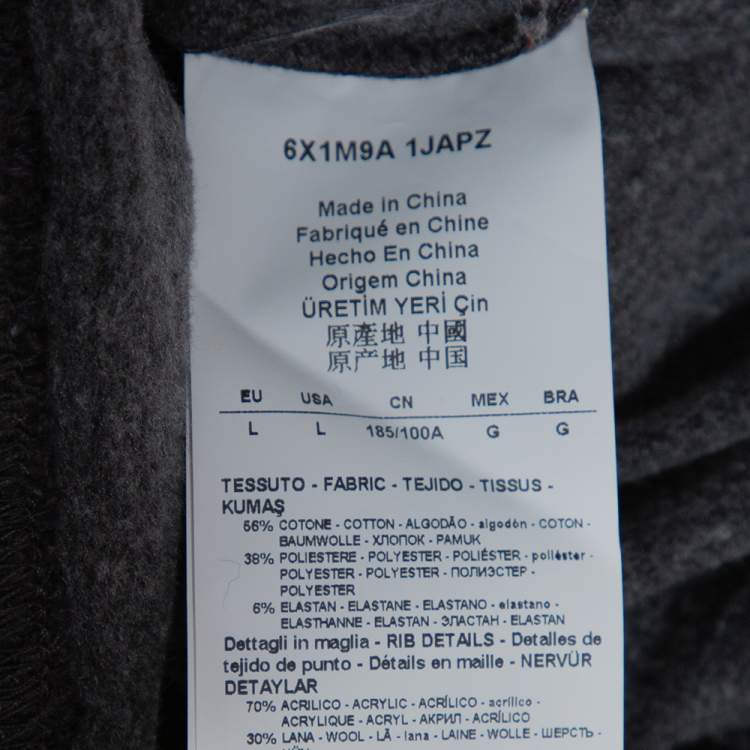 6X1M9A 1JAPZ
Made in China
Fabriqué en Chine
Hecho En China
Origem China
ÜRETİM YERİ Çin
原產地 中國
原产地 中国
EU USA CN MEX BRA
L L 185/100A G G
TESSUTO - FABRIC - TEJIDO - TISSUS -
KUMAŞ
56% COTONE - COTTON - ALGODÃO - algodón - COTON -
BAUMWOLLE - ХЛОПОК - PAMUK
38% POLIESTERE - POLYESTER - POLIÉSTER - poliéster -
POLYESTER - POLYESTER - ПОЛИЭСТЕР -
POLYESTER
6% ELASTAN - ELASTANE - ELASTANO - elastano -
ELASTHANNE - ELASTAN - ЭЛАСТАН - ELASTAN
Dettagli in maglia - RIB DETAILS - Detalles de
tejido de punto - Détails en maille - NERVÜR
DETAYLAR
70% ACRILICO - ACRYLIC - ACRÍLICO - acrílico -
ACRYLIQUE - ACRYL - АКРИЛ - ACRÍLICO
30% LANA - WOOL - LÃ - lana - LAINE - WOLLE - ШЕРСТЬ -